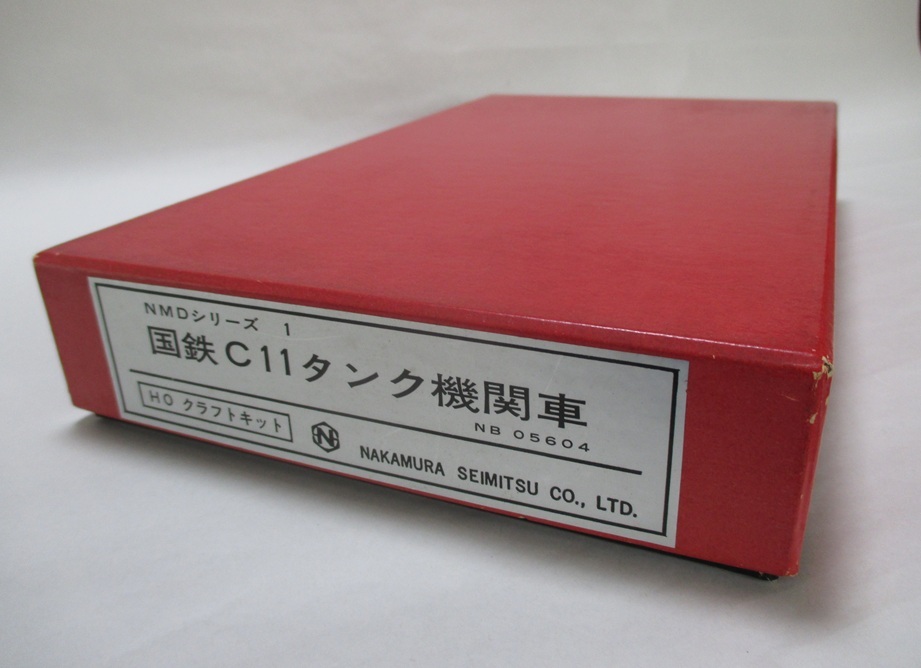 NMDシリーズ 1
国鉄C11タンク機関車
NB 05604
HO クラフトキット
NAKAMURA SEIMITSU CO., LTD.